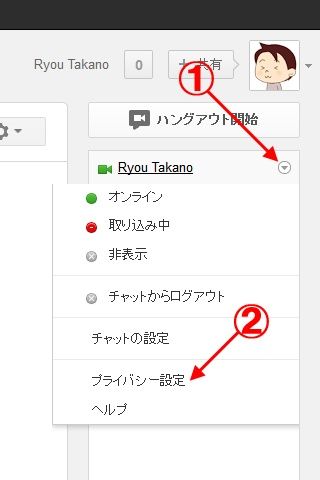 Ryou Takano 0 + 共有
①
ハングアウト開始
Ryou Takano
オンライン
取り込み中
非表示
チャットからログアウト
チャットの設定
②
プライバシー設定
ヘルプ